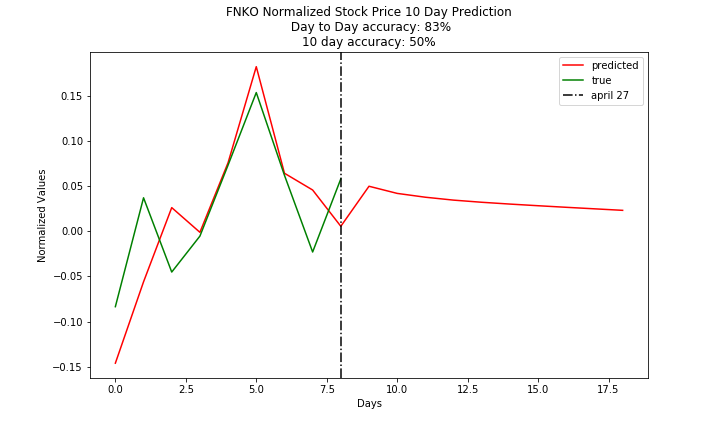 FNKO Normalized Stock Price 10 Day Prediction
Day to Day accuracy: 83%
10 day accuracy: 50%
predicted
true
april 27
Normalized Values
0.15
0.10
0.05
0.00
−0.05
−0.10
−0.15
0.0 2.5 5.0 7.5 10.0 12.5 15.0 17.5
Days